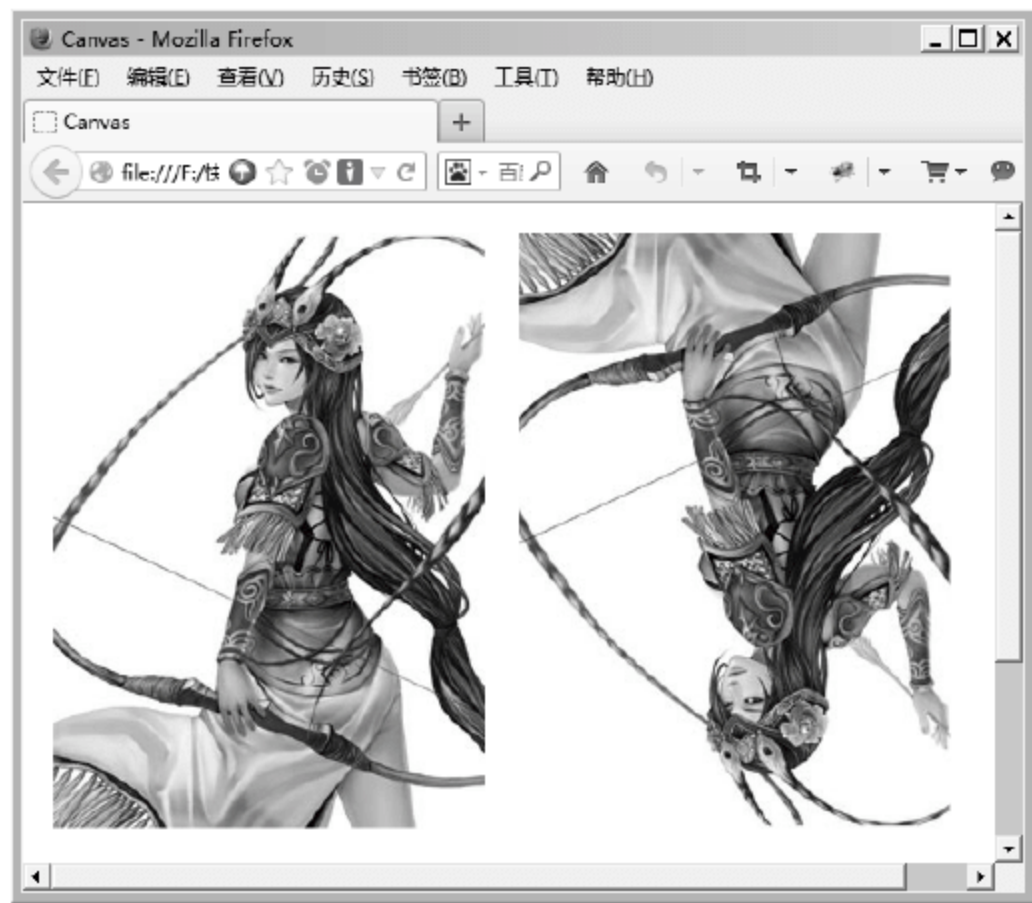 Canvas - Mozilla Firefox
文件(F) 编辑(E) 查看(V) 历史(S) 书签(B) 工具(T) 帮助(H)
Canvas
file:///F:/ 百